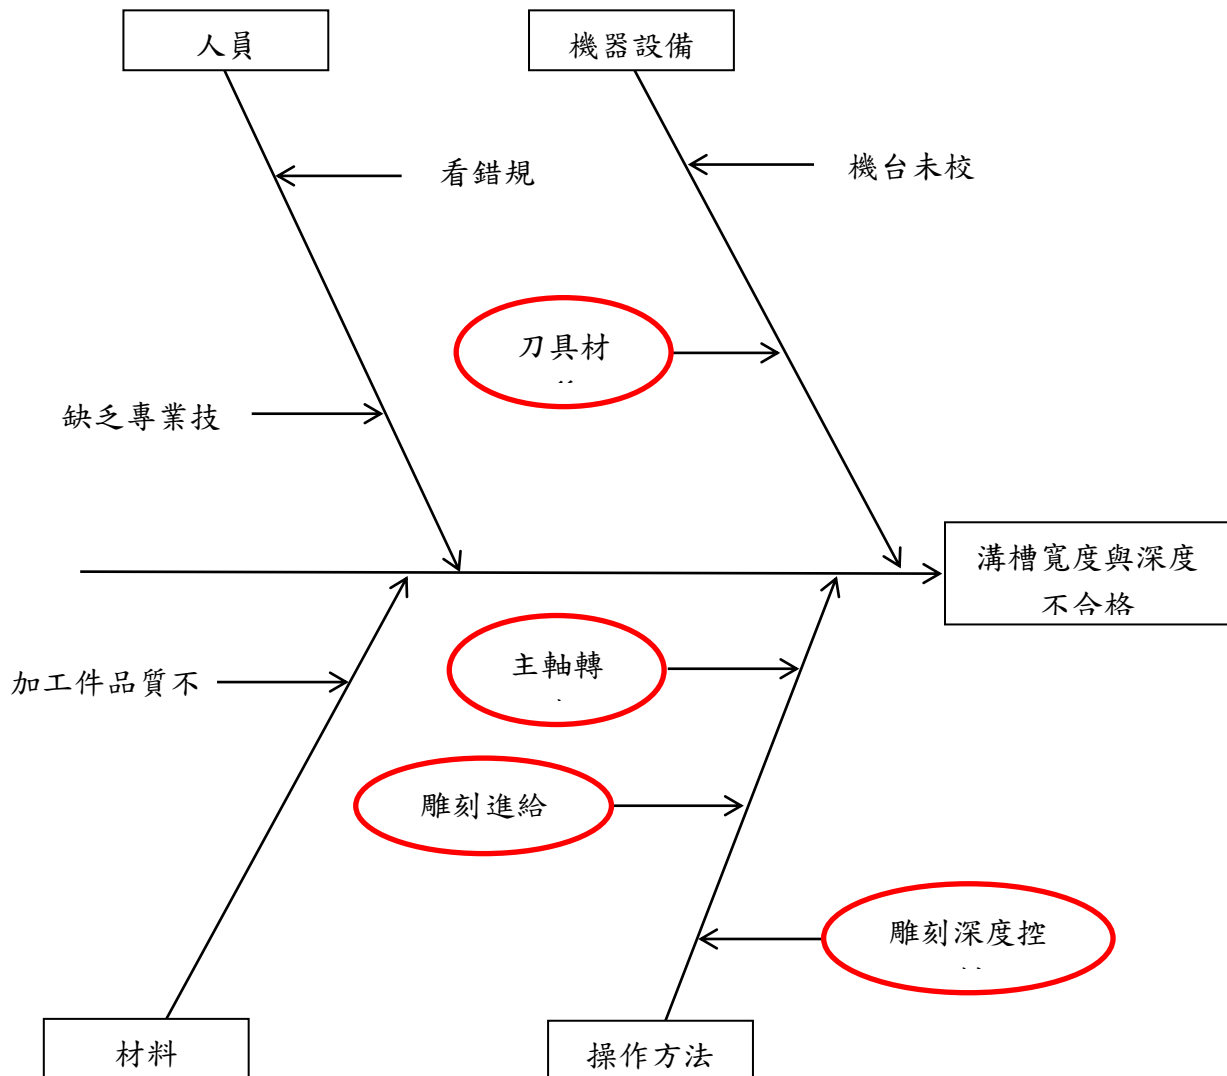 人員
機器設備
看錯規
機台未校
刀具材
缺乏專業技
溝槽寬度與深度
不合格
主軸轉
加工件品質不
雕刻進給
雕刻深度控
材料
操作方法